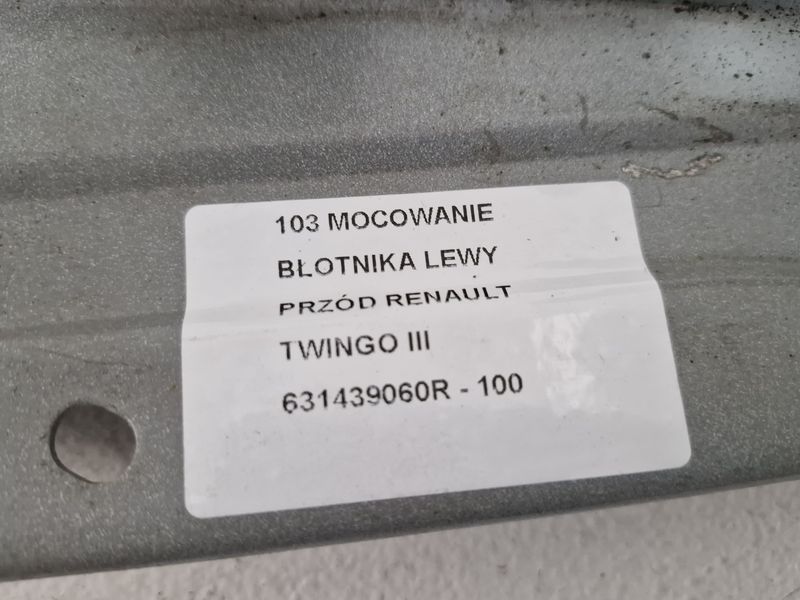 103 MOCOWANIE
BŁOTNIKA LEWY
PRZÓD RENAULT
TWINGO III
631439060R - 100